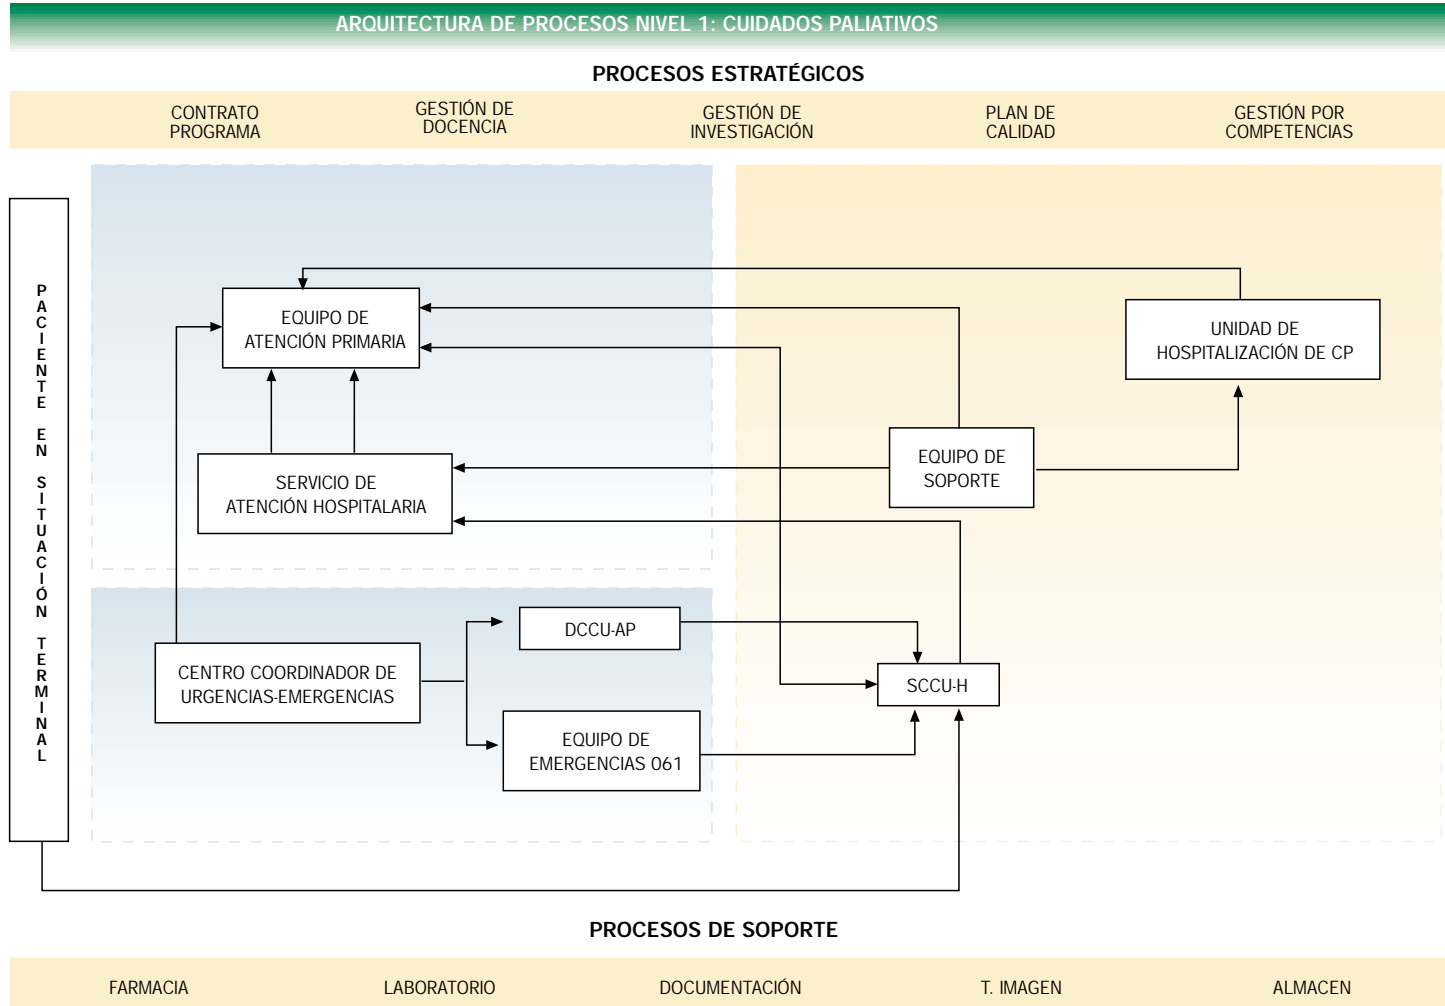 ARQUITECTURA DE PROCESOS NIVEL 1: CUIDADOS PALIATIVOS
PROCESOS ESTRATÉGICOS
CONTRATO
PROGRAMA
GESTIÓN DE
DOCENCIA
GESTIÓN DE
INVESTIGACIÓN
PLAN DE
CALIDAD
GESTIÓN POR
COMPETENCIAS
PACIENTE EN SITUACIÓN TERMINAL
EQUIPO DE
ATENCIÓN PRIMARIA
UNIDAD DE
HOSPITALIZACIÓN DE CP
SERVICIO DE
ATENCIÓN HOSPITALARIA
EQUIPO DE
SOPORTE
DCCU-AP
CENTRO COORDINADOR DE
URGENCIAS-EMERGENCIAS
SCCU-H
EQUIPO DE
EMERGENCIAS 061
PROCESOS DE SOPORTE
FARMACIA
LABORATORIO
DOCUMENTACIÓN
T. IMAGEN
ALMACEN